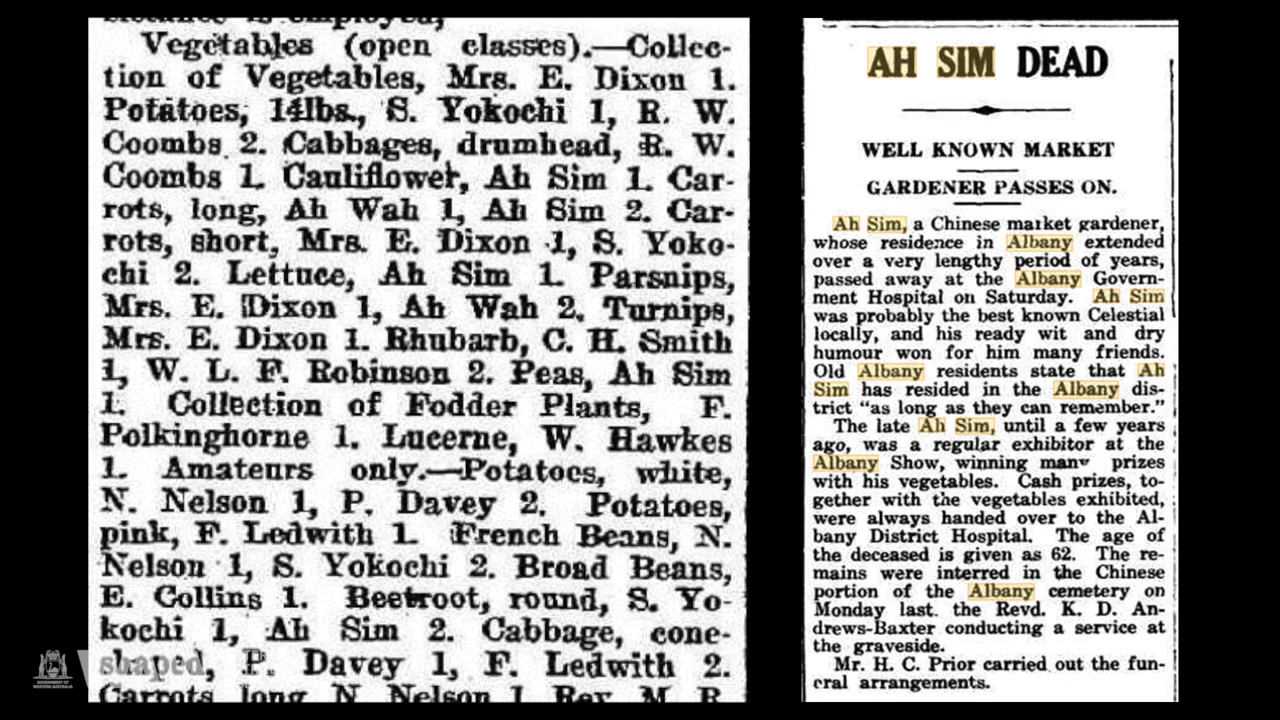 Vegetables (open classes).—Collec-
tion of Vegetables, Mrs. E. Dixon 1.
Potatoes, 14lbs., S. Yokochi 1, R. W.
Coombs 2. Cabbages, drumhead, R. W.
Coombs 1. Cauliflower, Ah Sim 1. Car-
rots, long, Ah Wah 1, Ah Sim 2. Car-
rots, short, Mrs. E. Dixon 1, S. Yoko-
chi 2. Lettuce, Ah Sim 1. Parsnips,
Mrs. E. Dixon 1, Ah Wah 2. Turnips,
Mrs. E. Dixon 1. Rhubarb, C. H. Smith
1, W. L. F. Robinson 2. Peas, Ah Sim
1. Collection of Fodder Plants, F.
Polkinghorne 1. Lucerne, W. Hawkes
1. Amateurs only.—Potatoes, white,
N. Nelson 1, P. Davey 2. Potatoes,
pink, F. Ledwith 1. French Beans, N.
Nelson 1, S. Yokochi 2. Broad Beans,
E. Collins 1. Beetroot, round, S. Yo-
kochi 1, Ah Sim 2. Cabbage, cone-
shaped, P. Davey 1, F. Ledwith 2.
Carrots long N. Nelson 1 Rev. M. R.
AH SIM DEAD
WELL KNOWN MARKET
GARDENER PASSES ON.
Ah Sim, a Chinese market gardener,
whose residence in Albany extended
over a very lengthy period of years,
passed away at the Albany Govern-
ment Hospital on Saturday. Ah Sim
was probably the best known Celestial
locally, and his ready wit and dry
humour won for him many friends.
Old Albany residents state that Ah
Sim has resided in the Albany dis-
trict "as long as they can remember."
The late Ah Sim, until a few years
ago, was a regular exhibitor at the
Albany Show, winning many prizes
with his vegetables. Cash prizes, to-
gether with the vegetables exhibited,
were always handed over to the Al-
bany District Hospital. The age of
the deceased is given as 62. The re-
mains were interred in the Chinese
portion of the Albany cemetery on
Monday last. the Revd. K. D. An-
drews-Baxter conducting a service at
the graveside.
Mr. H. C. Prior carried out the fun-
eral arrangements.
GOVERNMENT OF
WESTERN AUSTRALIA